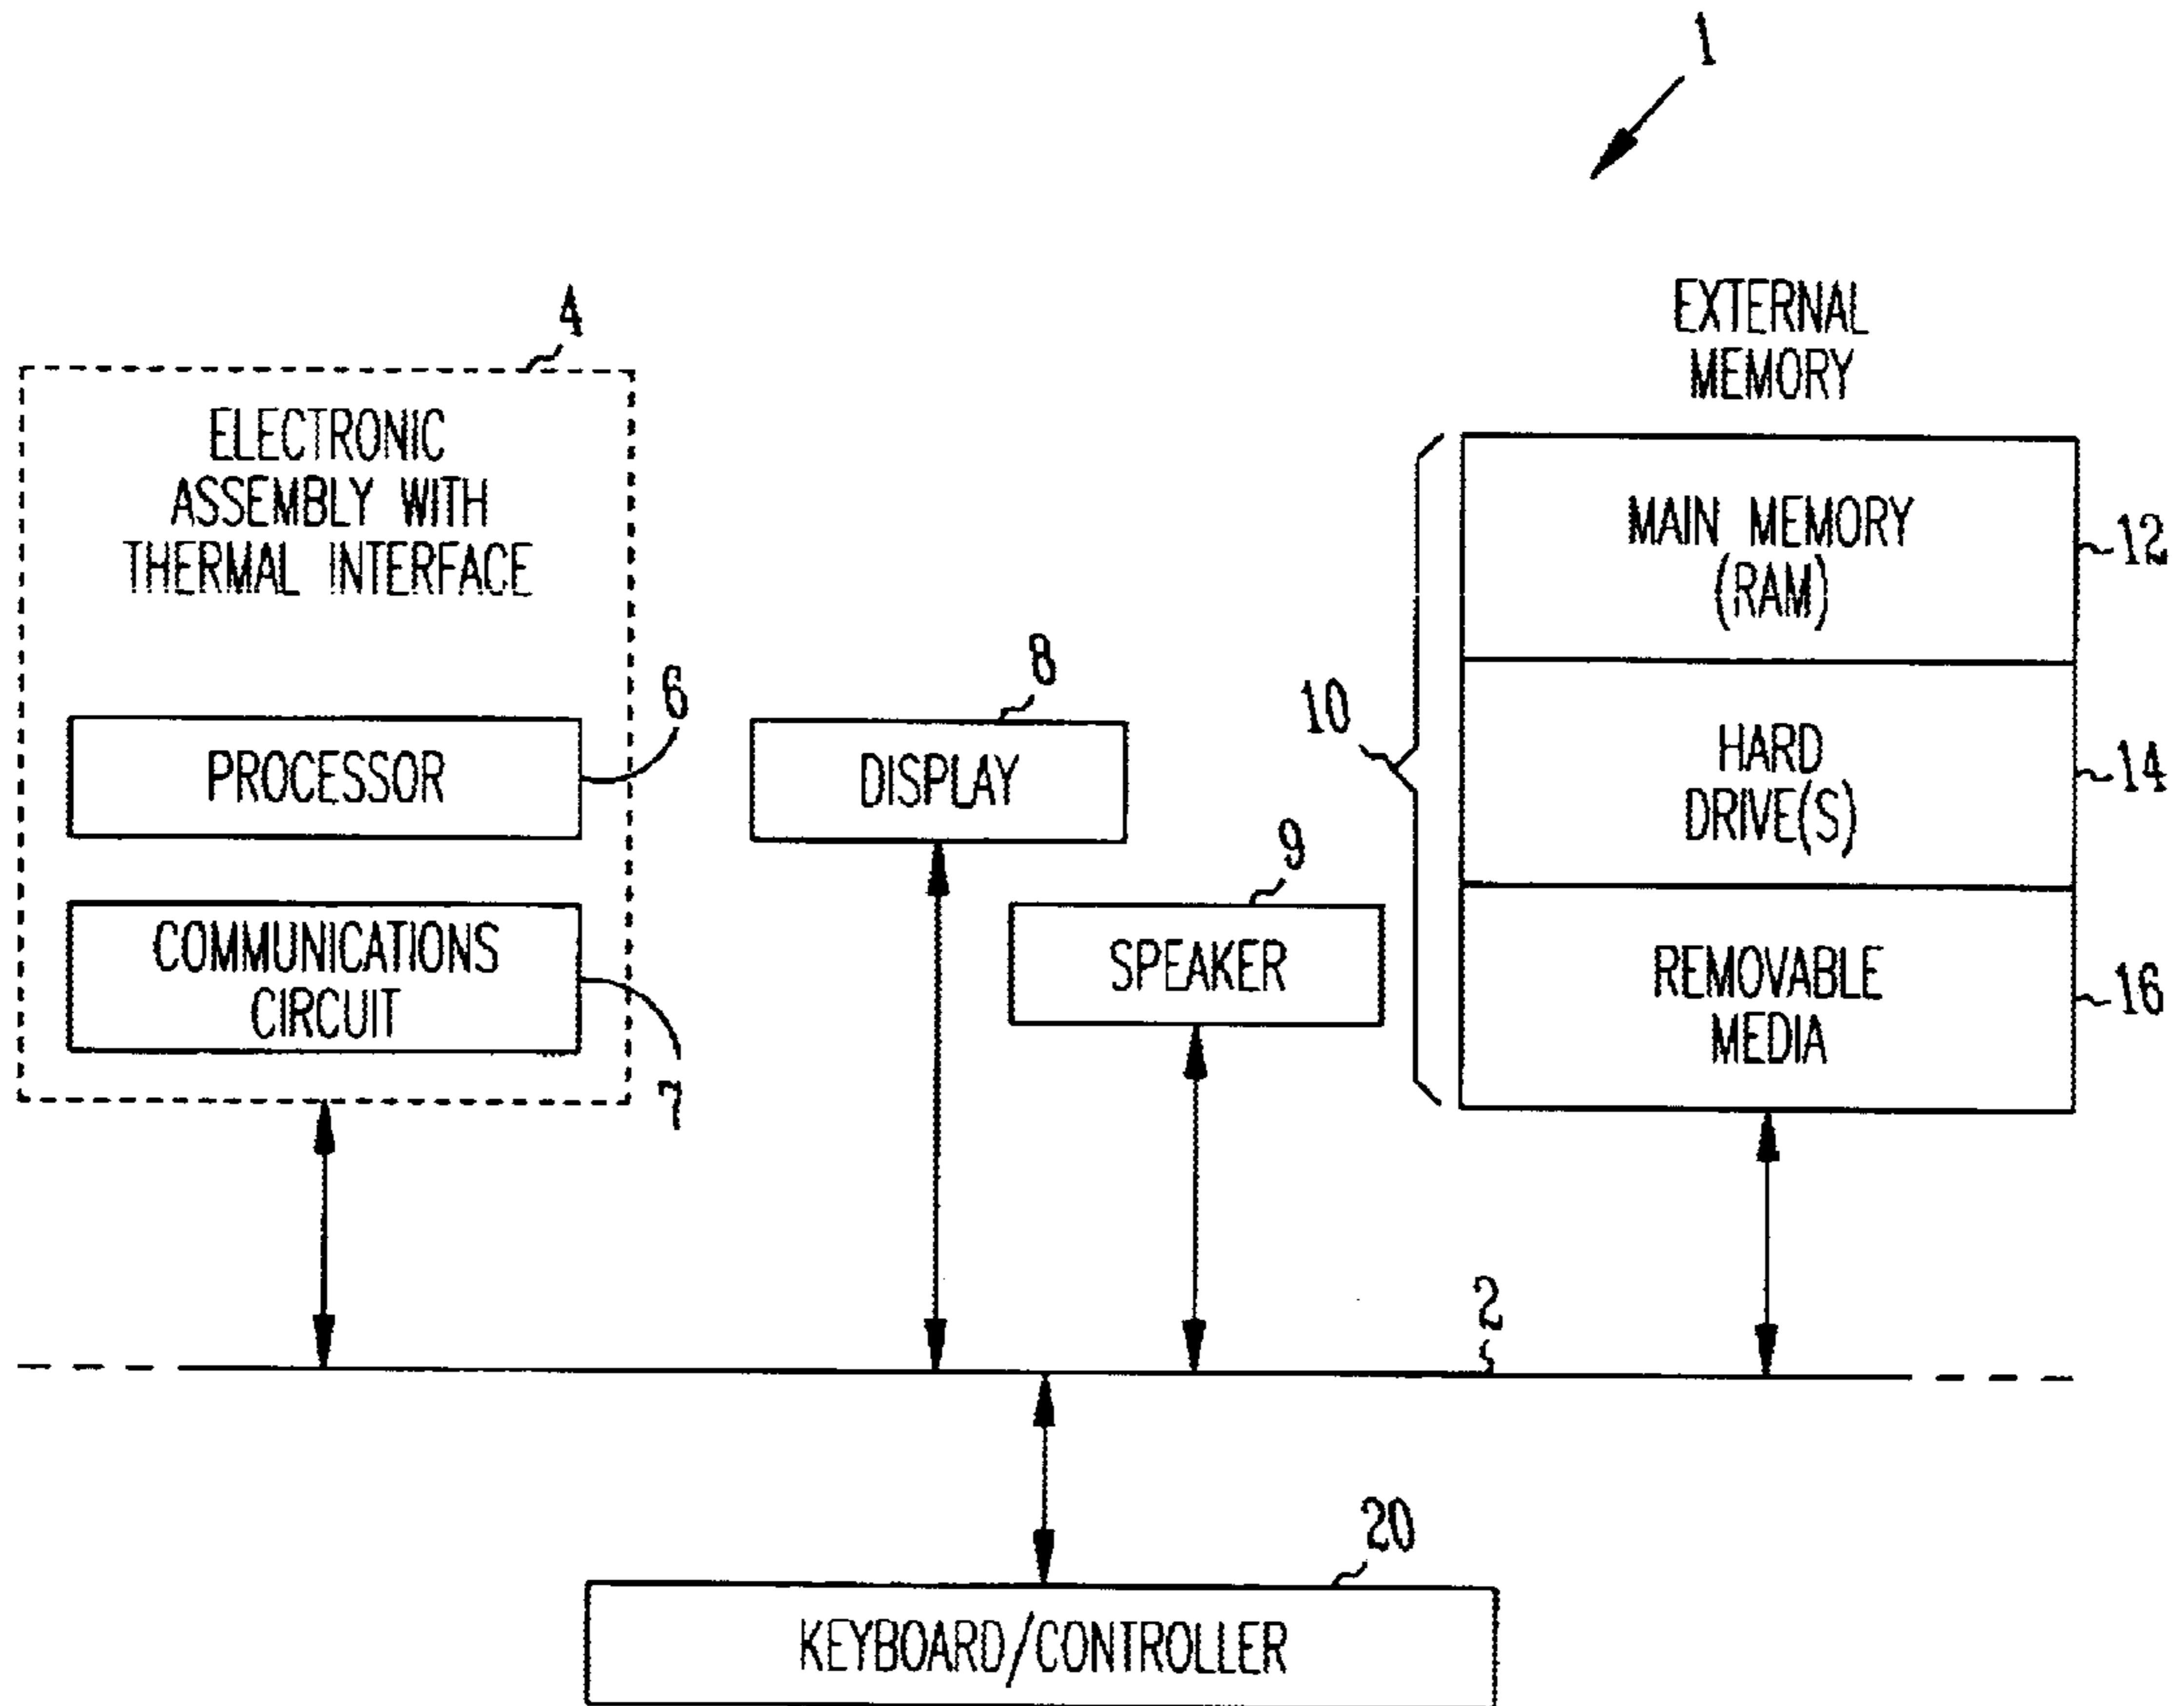 1
4
ELECTRONIC
ASSEMBLY WITH
THERMAL INTERFACE
PROCESSOR
6
COMMUNICATIONS
CIRCUIT
7
8
DISPLAY
9
SPEAKER
EXTERNAL
MEMORY
10
MAIN MEMORY
(RAM)
12
HARD
DRIVE(S)
14
REMOVABLE
MEDIA
16
2
20
KEYBOARD/CONTROLLER